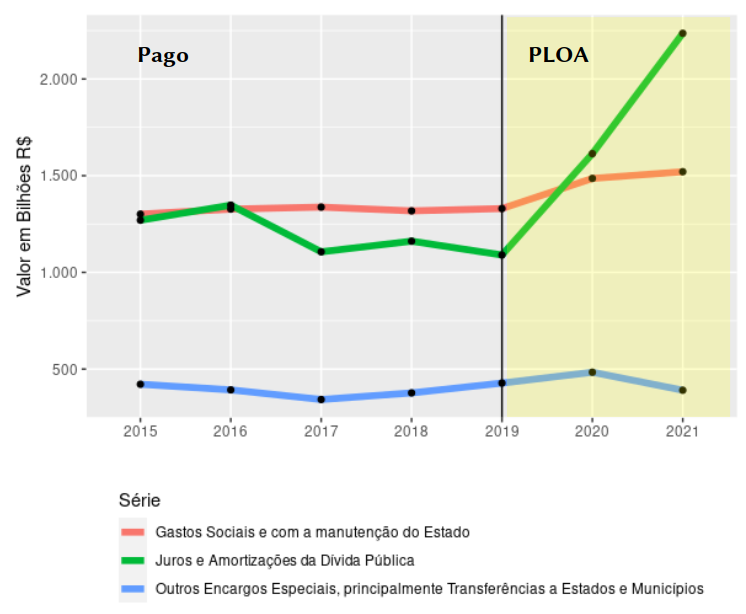 Pago
PLOA
Valor em Bilhões R$
2.000
1.500
1.000
500
2015 2016 2017 2018 2019 2020 2021
Série
Gastos Sociais e com a manutenção do Estado
Juros e Amortizações da Dívida Pública
Outros Encargos Especiais, principalmente Transferências a Estados e Municípios